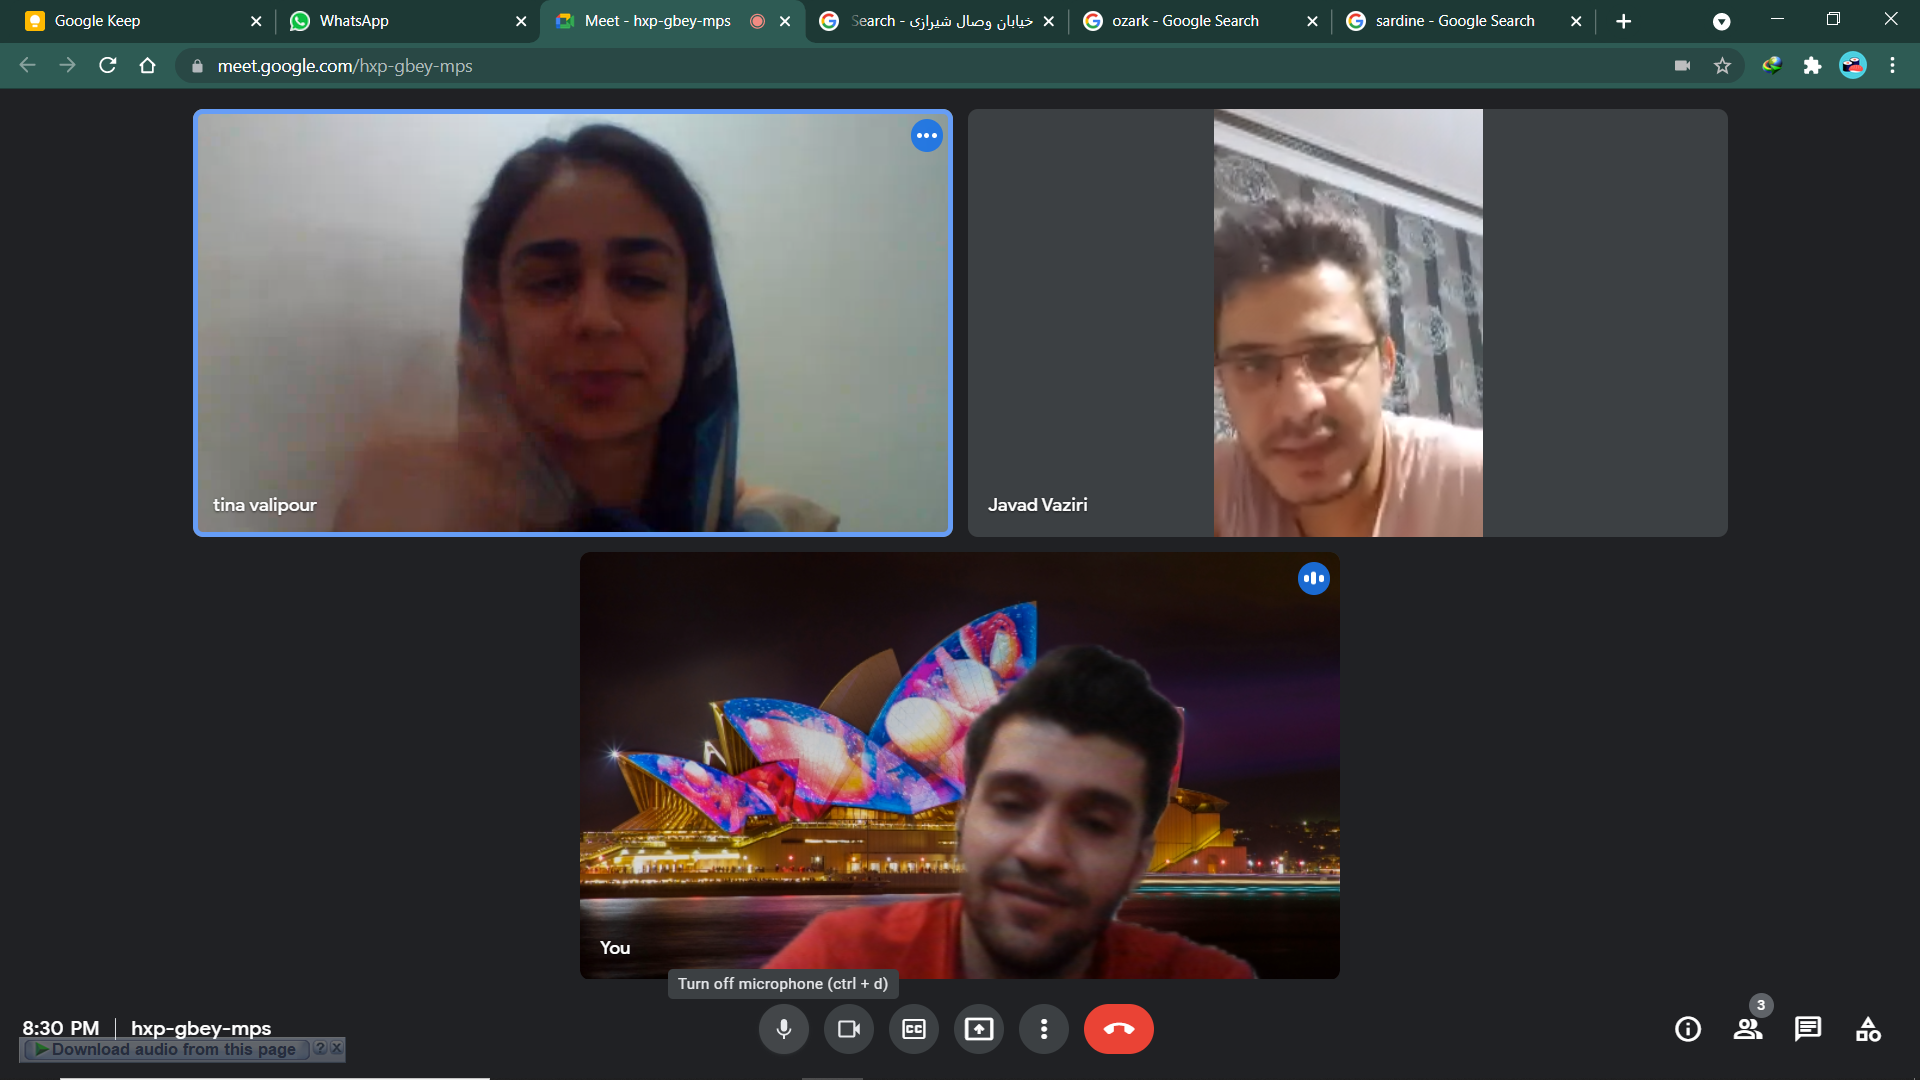 Google Keep
WhatsApp
Meet - hxp-gbey-mps
خیابان وصال شیرازی - Search
ozark - Google Search
sardine - Google Search
meet.google.com/hxp-gbey-mps
tina valipour
Javad Vaziri
You
Turn off microphone (ctrl + d)
8:30 PM | hxp-gbey-mps
CC
3
Download audio from this page ? X